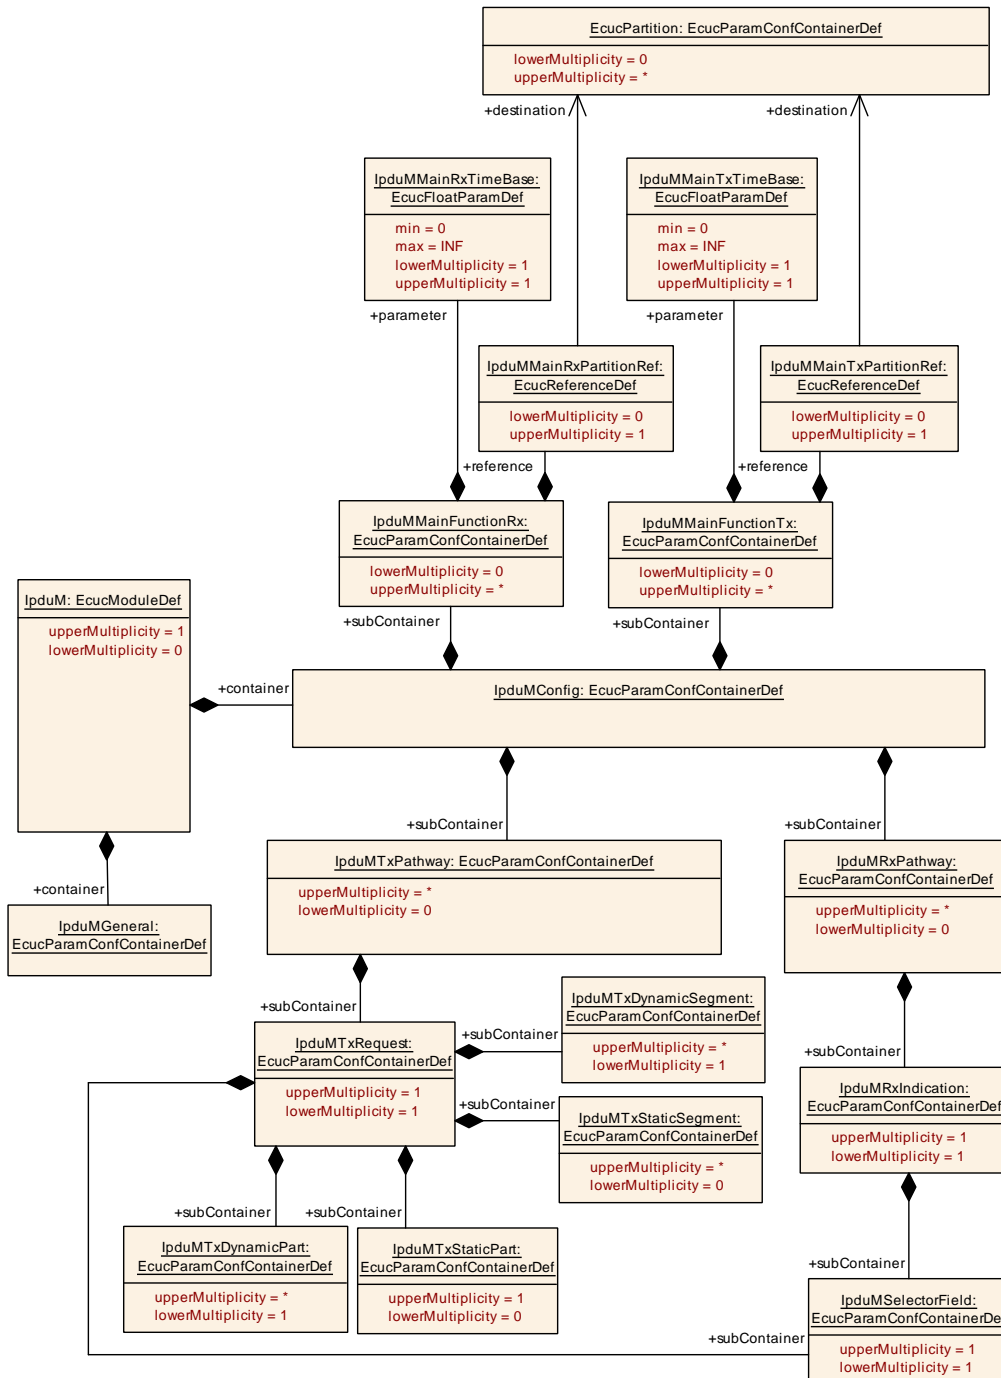 EcucPartition: EcucParamConfContainerDef
lowerMultiplicity = 0
upperMultiplicity = *
+destination
+destination
IpduMMainRxTimeBase:
EcucFloatParamDef
min = 0
max = INF
lowerMultiplicity = 1
upperMultiplicity = 1
IpduMMainTxTimeBase:
EcucFloatParamDef
min = 0
max = INF
lowerMultiplicity = 1
upperMultiplicity = 1
+parameter
+parameter
IpduMMainRxPartitionRef:
EcucReferenceDef
lowerMultiplicity = 0
upperMultiplicity = 1
IpduMMainTxPartitionRef:
EcucReferenceDef
lowerMultiplicity = 0
upperMultiplicity = 1
+reference
+reference
IpduMMainFunctionRx:
EcucParamConfContainerDef
lowerMultiplicity = 0
upperMultiplicity = *
IpduMMainFunctionTx:
EcucParamConfContainerDef
lowerMultiplicity = 0
upperMultiplicity = *
+subContainer
+subContainer
IpduM: EcucModuleDef
upperMultiplicity = 1
lowerMultiplicity = 0
+container
IpduMConfig: EcucParamConfContainerDef
+subContainer
+subContainer
IpduMTxPathway: EcucParamConfContainerDef
upperMultiplicity = *
lowerMultiplicity = 0
IpduMRxPathway:
EcucParamConfContainerDef
upperMultiplicity = *
lowerMultiplicity = 0
+container
IpduMGeneral:
EcucParamConfContainerDef
+subContainer
IpduMTxRequest:
EcucParamConfContainerDef
upperMultiplicity = 1
lowerMultiplicity = 1
+subContainer
IpduMTxDynamicSegment:
EcucParamConfContainerDef
upperMultiplicity = *
lowerMultiplicity = 1
+subContainer
IpduMTxStaticSegment:
EcucParamConfContainerDef
upperMultiplicity = *
lowerMultiplicity = 0
+subContainer
IpduMRxIndication:
EcucParamConfContainerDef
upperMultiplicity = 1
lowerMultiplicity = 1
+subContainer
+subContainer
IpduMTxDynamicPart:
EcucParamConfContainerDef
upperMultiplicity = *
lowerMultiplicity = 1
IpduMTxStaticPart:
EcucParamConfContainerDef
upperMultiplicity = 1
lowerMultiplicity = 0
+subContainer
+subContainer
IpduMSelectorField:
EcucParamConfContainerDef
upperMultiplicity = 1
lowerMultiplicity = 1